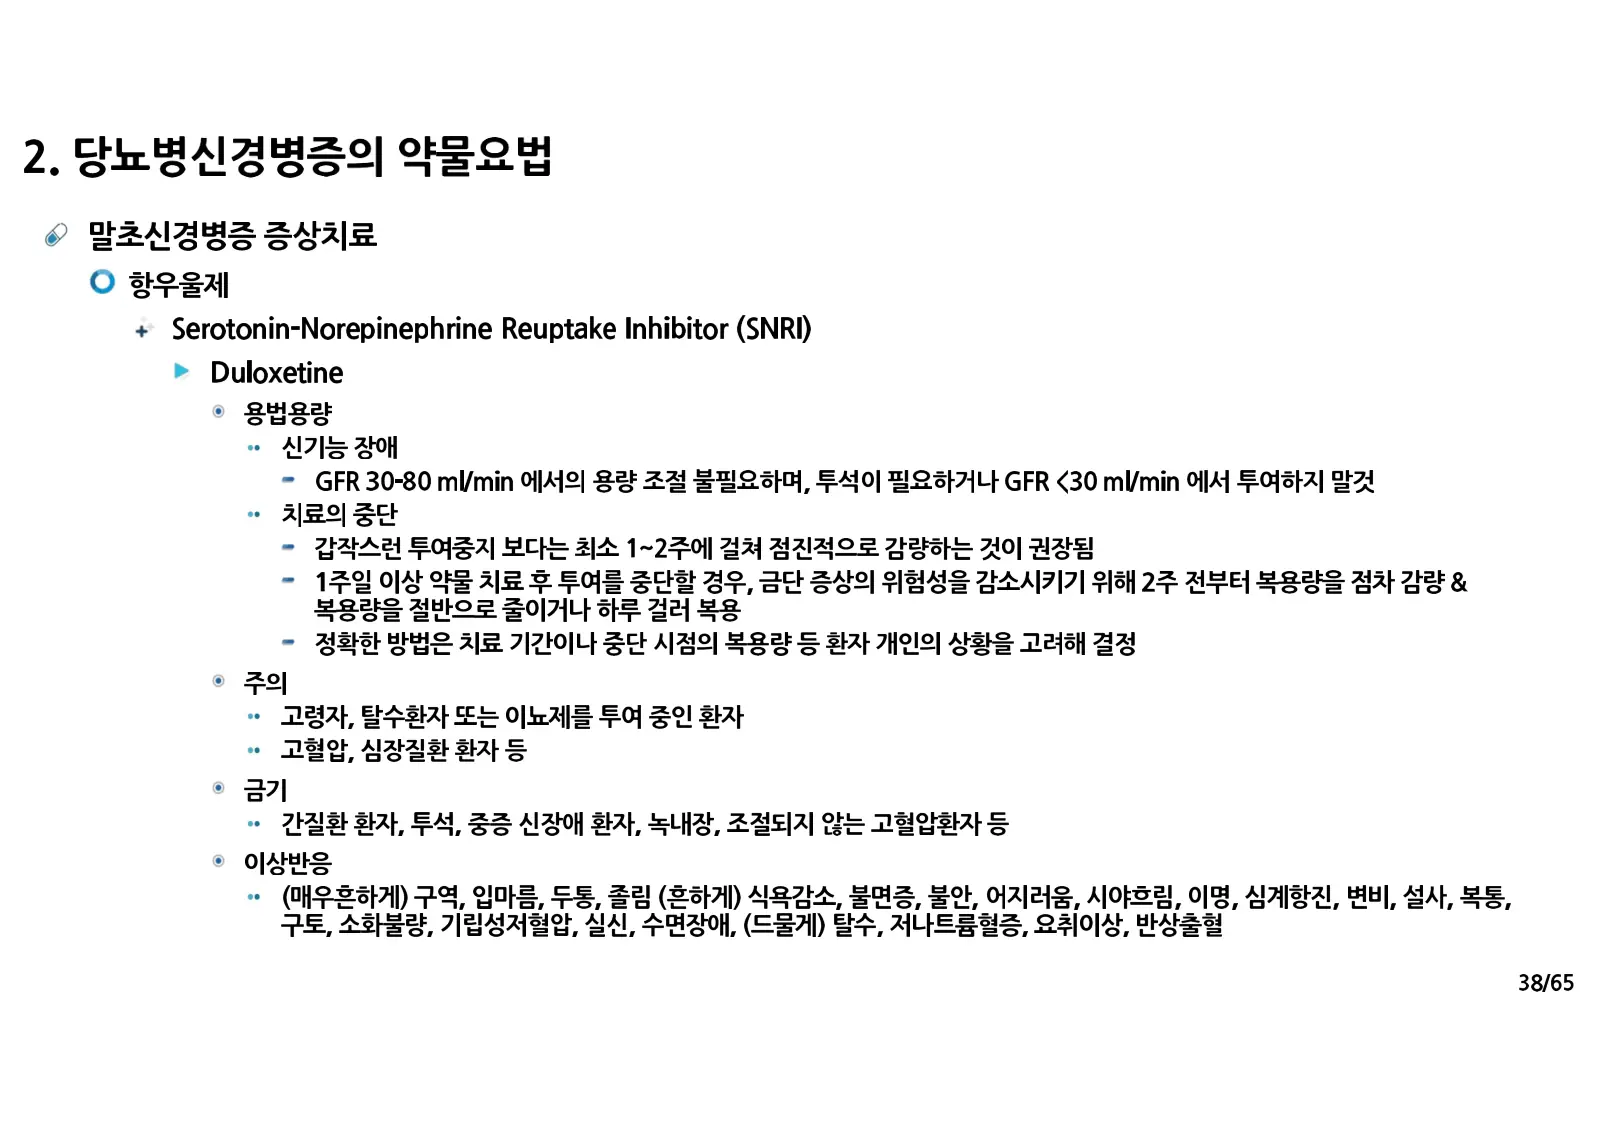 2. 당뇨병신경병증의 약물요법
말초신경병증 증상치료
항우울제
Serotonin-Norepinephrine Reuptake Inhibitor (SNRI)
Duloxetine
용법용량
신기능 장애
GFR 30-80 ml/min 에서의 용량 조절 불필요하며, 투석이 필요하거나 GFR <30 ml/min 에서 투여하지 말것
치료의 중단
갑작스런 투여중지 보다는 최소 1~2주에 걸쳐 점진적으로 감량하는 것이 권장됨
1주일 이상 약물 치료 후 투여를 중단할 경우, 금단 증상의 위험성을 감소시키기 위해 2주 전부터 복용량을 점차 감량 &
복용량을 절반으로 줄이거나 하루 걸러 복용
정확한 방법은 치료 기간이나 중단 시점의 복용량 등 환자 개인의 상황을 고려해 결정
주의
고령자, 탈수환자 또는 이뇨제를 투여 중인 환자
고혈압, 심장질환 환자 등
금기
간질환 환자, 투석, 중증 신장애 환자, 녹내장, 조절되지 않는 고혈압환자 등
이상반응
(매우흔하게) 구역, 입마름, 두통, 졸림 (흔하게) 식욕감소, 불면증, 불안, 어지러움, 시야흐림, 이명, 심계항진, 변비, 설사, 복통,
구토, 소화불량, 기립성저혈압, 실신, 수면장애, (드물게) 탈수, 저나트륨혈증, 요취이상, 반상출혈
38/65